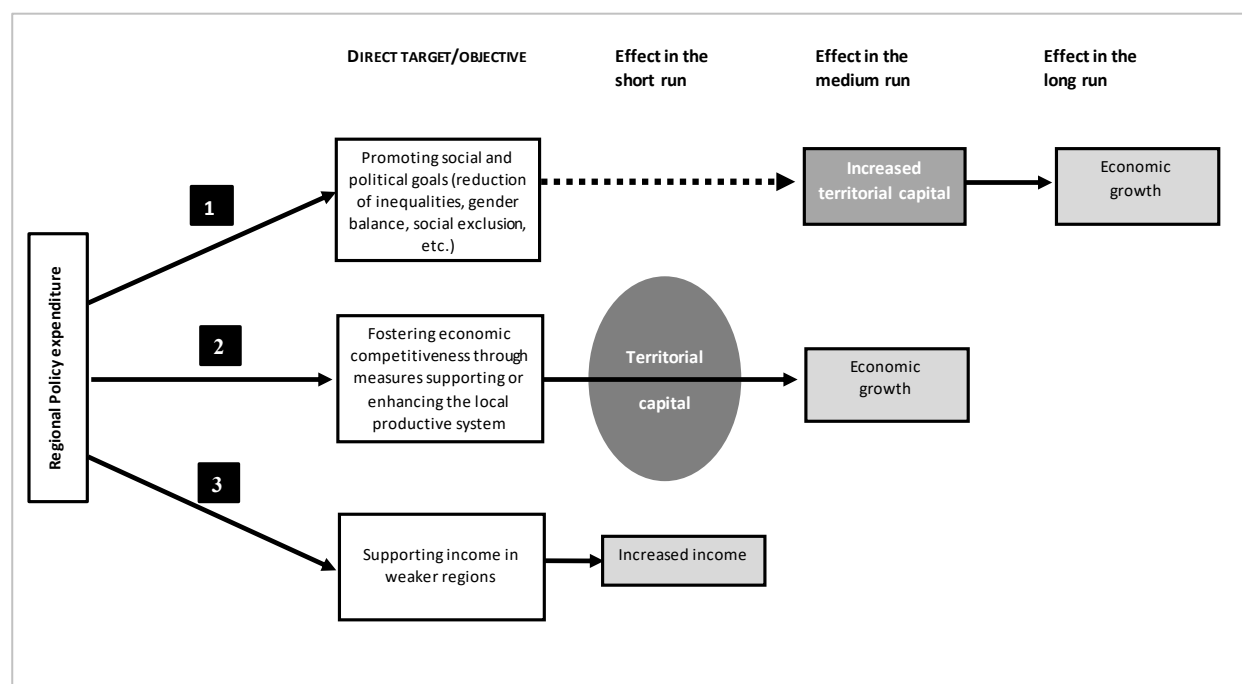 DIRECT TARGET/OBJECTIVE
Effect in the
short run
Effect in the
medium run
Effect in the
long run
Regional Policy expenditure
1
Promoting social and
political goals (reduction
of inequalities, gender
balance, social exclusion,
etc.)
Increased
territorial capital
Economic
growth
2
Fostering economic
competitiveness through
measures supporting or
enhancing the local
productive system
Territorial
capital
Economic
growth
3
Supporting income in
weaker regions
Increased income